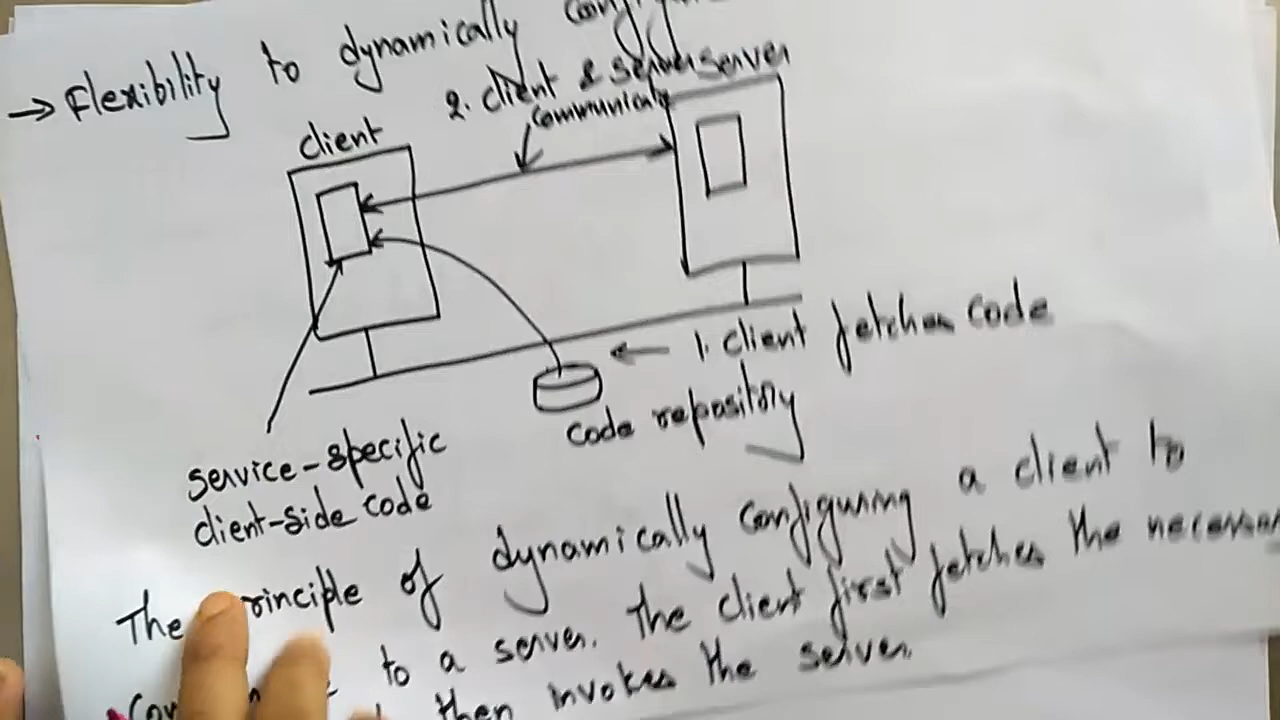 → Flexibility to dynamically
2. client & server
server
communicate
client
1. client fetches code
code repository
service-specific
client-side code
The principle of dynamically configuring a client to
to a server. The client first fetches the
then invokes the server.